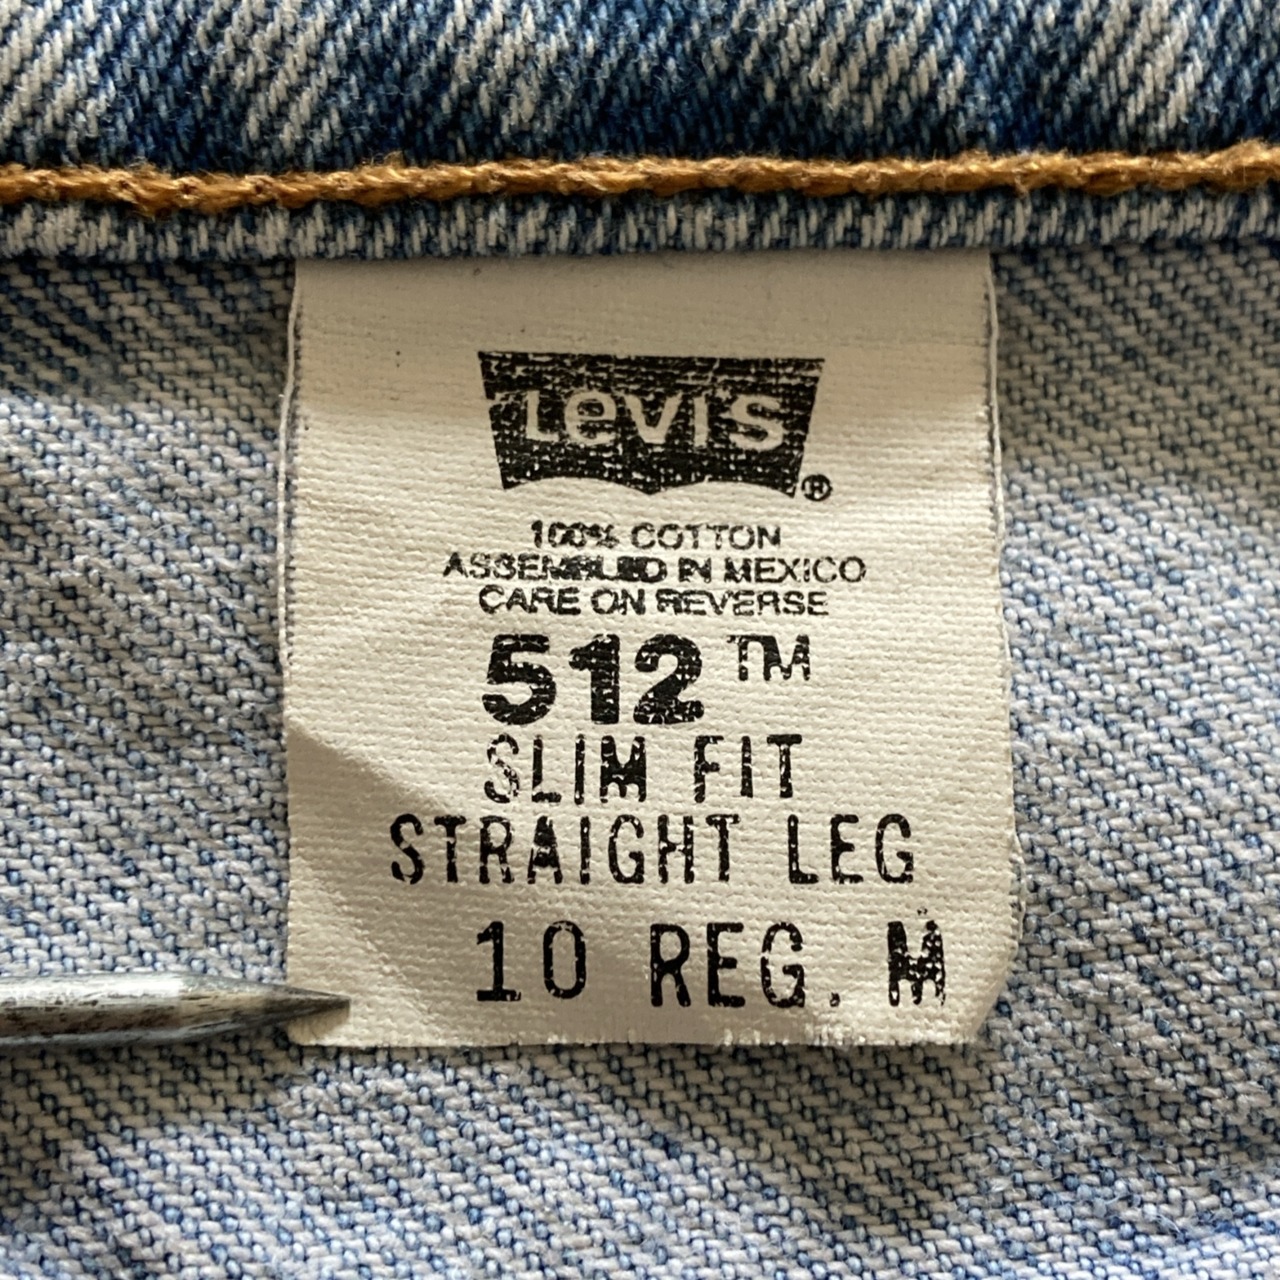 Levi's®
100% COTTON
ASSEMBLED IN MEXICO
CARE ON REVERSE
512™
SLIM FIT
STRAIGHT LEG
10 REG. M